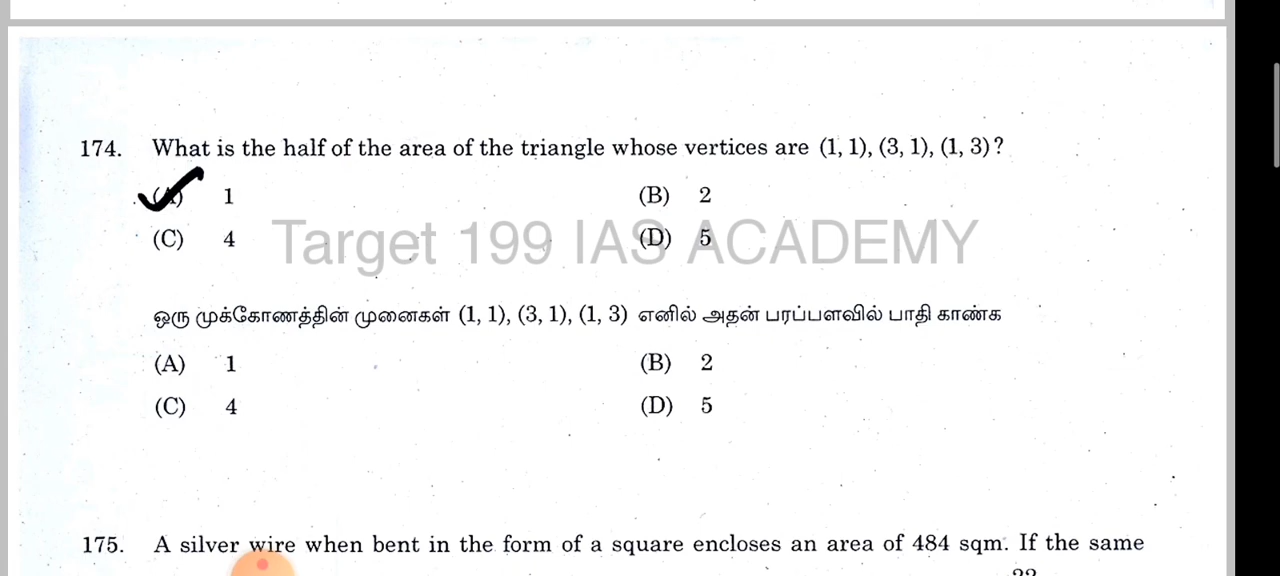 174. What is the half of the area of the triangle whose vertices are (1, 1), (3, 1), (1, 3)?
1 (B) 2
(C) 4 (D) 5
Target 199 IAS ACADEMY
ஒரு முக்கோணத்தின் முனைகள் (1, 1), (3, 1), (1, 3) எனில் அதன் பரப்பளவில் பாதி காண்க
(A) 1 (B) 2
(C) 4 (D) 5
175. A silver wire when bent in the form of a square encloses an area of 484 sqm. If the same